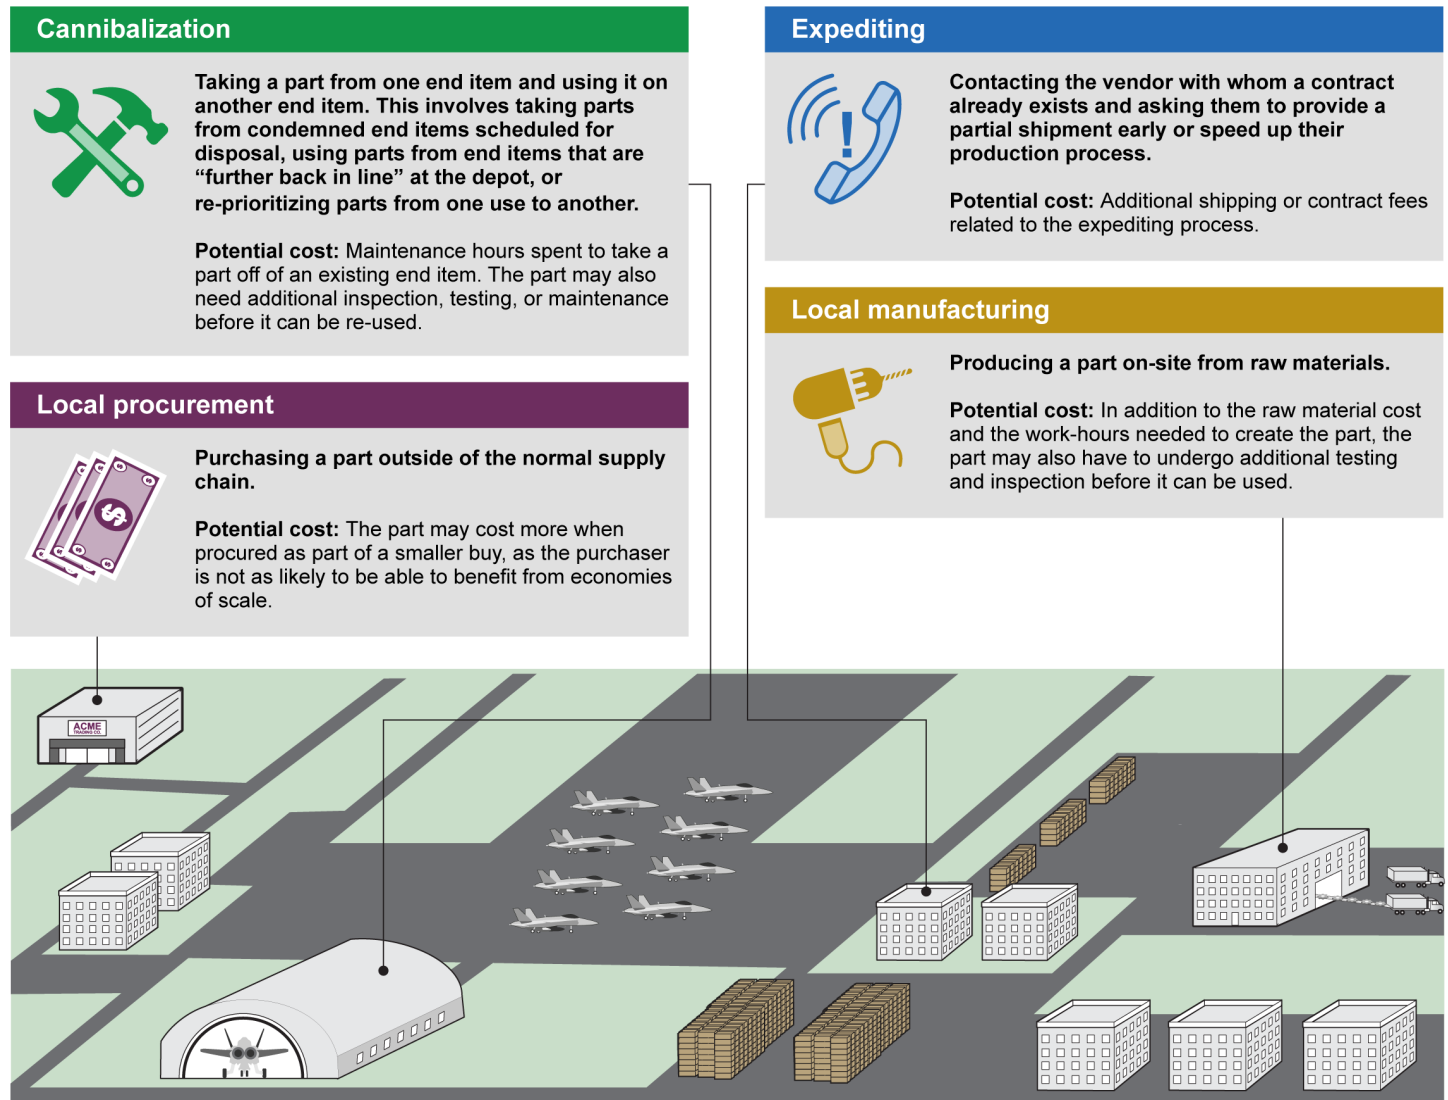 Cannibalization
Taking a part from one end item and using it on
another end item. This involves taking parts
from condemned end items scheduled for
disposal, using parts from end items that are
“further back in line” at the depot, or
re-prioritizing parts from one use to another.
Potential cost: Maintenance hours spent to take a
part off of an existing end item. The part may also
need additional inspection, testing, or maintenance
before it can be re-used.
Local procurement
$
Purchasing a part outside of the normal supply
chain.
Potential cost: The part may cost more when
procured as part of a smaller buy, as the purchaser
is not as likely to be able to benefit from economies
of scale.
Expediting
!
Contacting the vendor with whom a contract
already exists and asking them to provide a
partial shipment early or speed up their
production process.
Potential cost: Additional shipping or contract fees
related to the expediting process.
Local manufacturing
Producing a part on-site from raw materials.
Potential cost: In addition to the raw material cost
and the work-hours needed to create the part, the
part may also have to undergo additional testing
and inspection before it can be used.
ACME
TRADING CO.